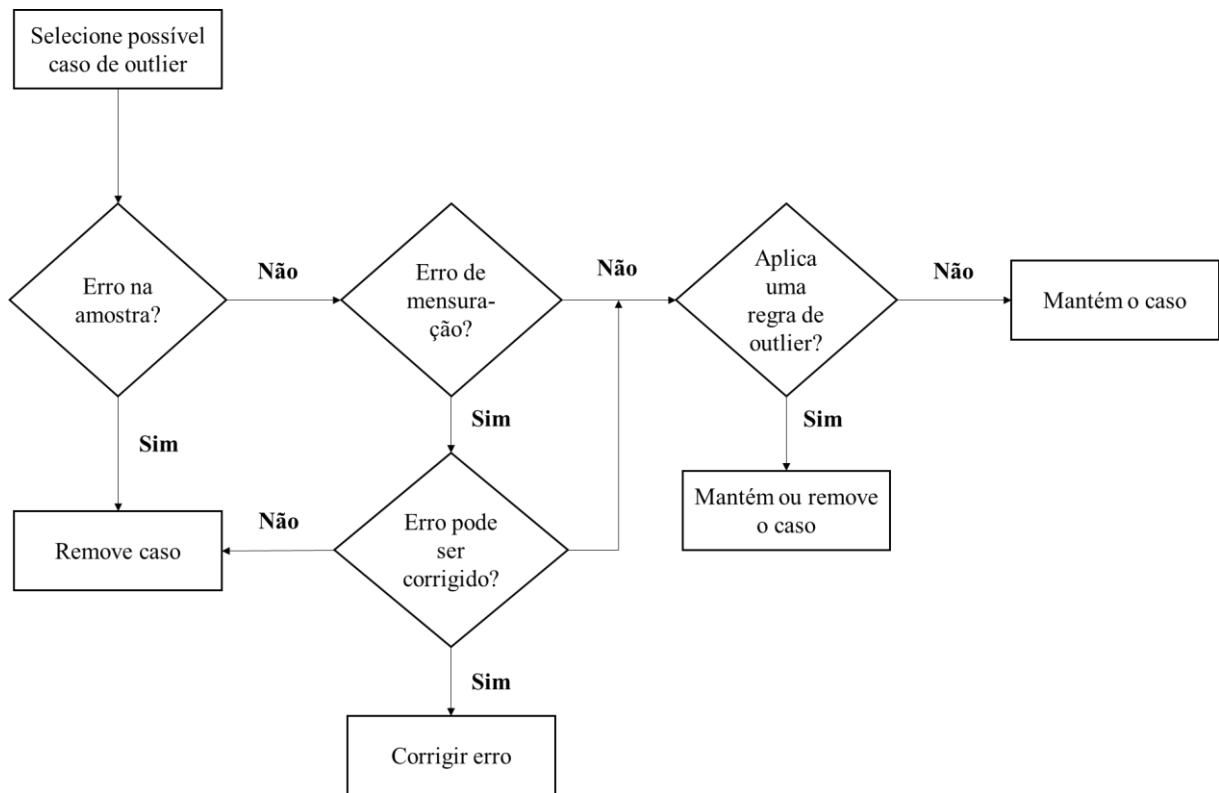 Selecione possível
caso de outlier
Erro na
amostra?
Não
Erro de
mensura-
ção?
Não
Aplica
uma
regra de
outlier?
Não
Mantém o caso
Sim
Sim
Sim
Remove caso
Não
Erro pode
ser
corrigido?
Mantém ou remove
o caso
Sim
Corrigir erro